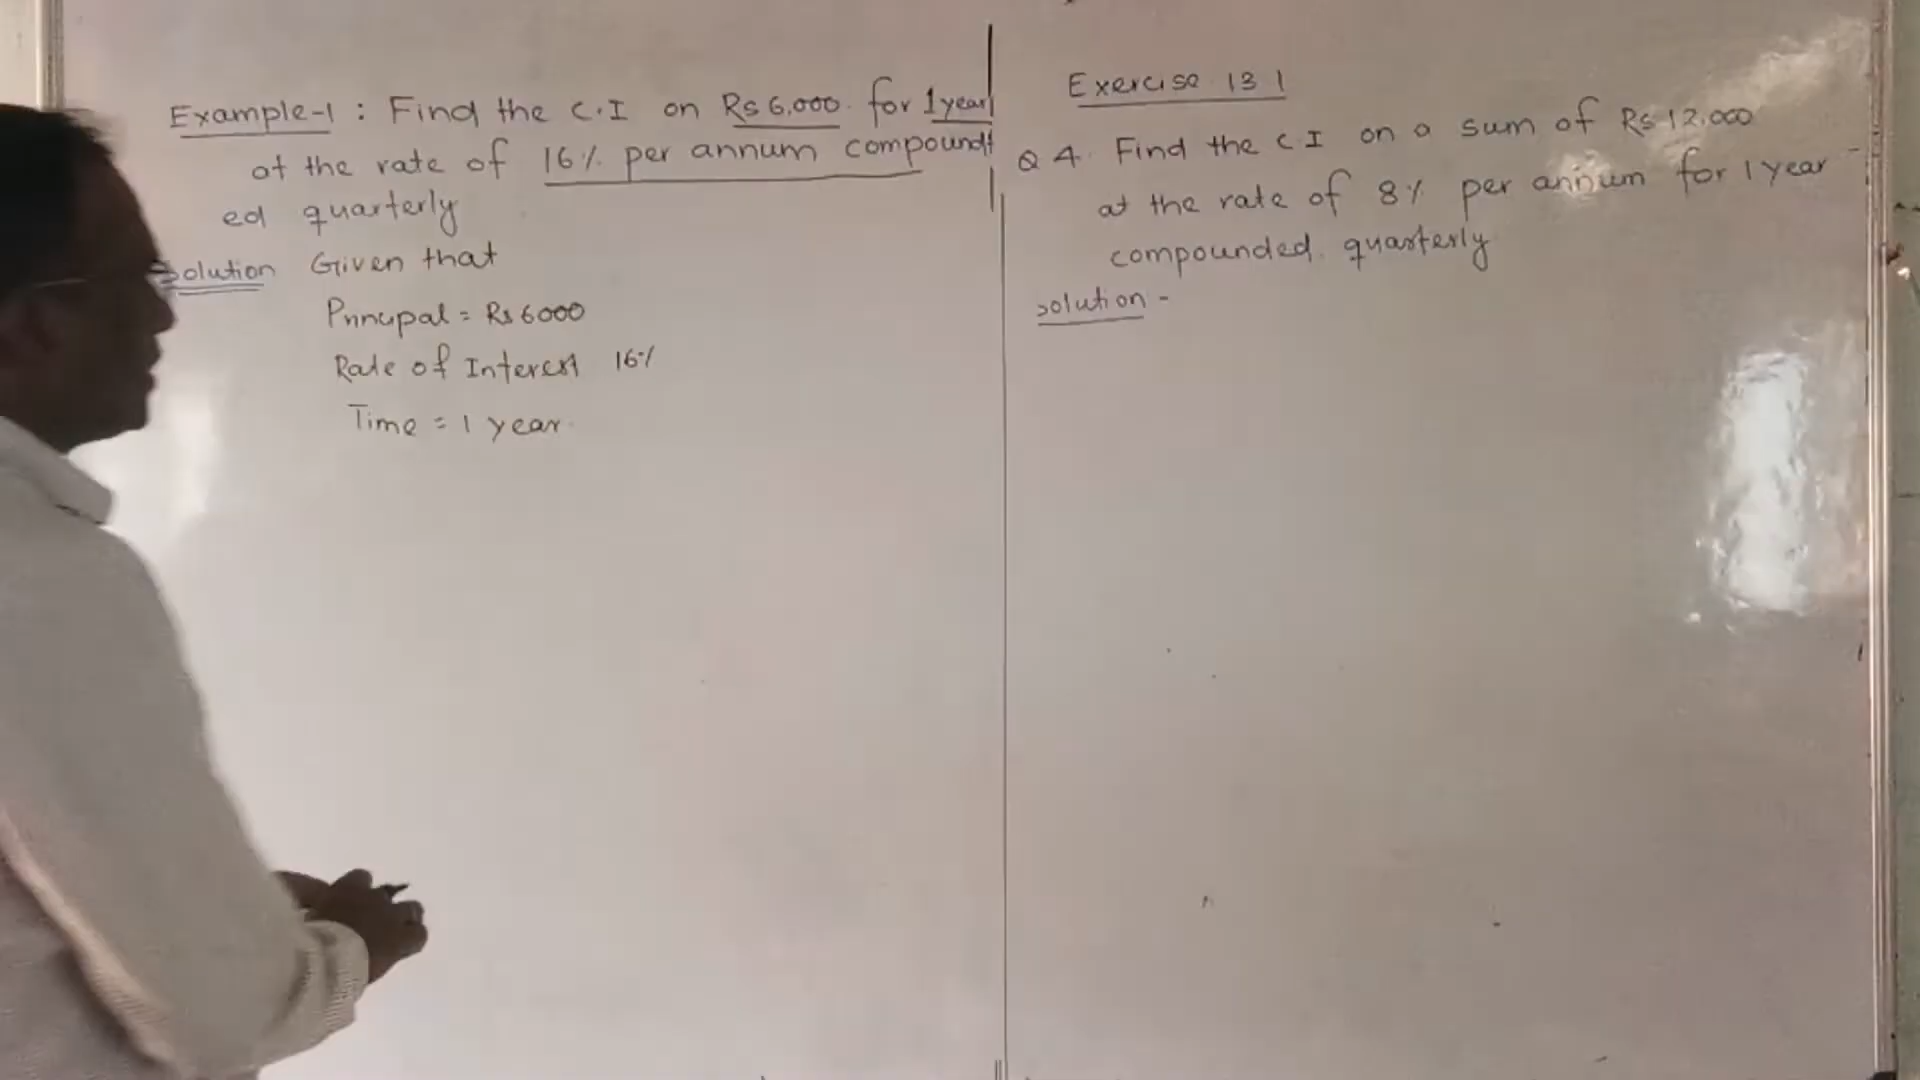 Example-1 : Find the C.I on Rs 6,000. for 1 year
at the rate of 16% per annum compound
ed quarterly
Solution Given that
Principal = Rs 6000
Rate of Interest 16%
Time = 1 year.
Exercise 13.1
Q 4. Find the C.I on a sum of Rs 12,000
at the rate of 8% per annum for 1 year
compounded. quarterly
solution -